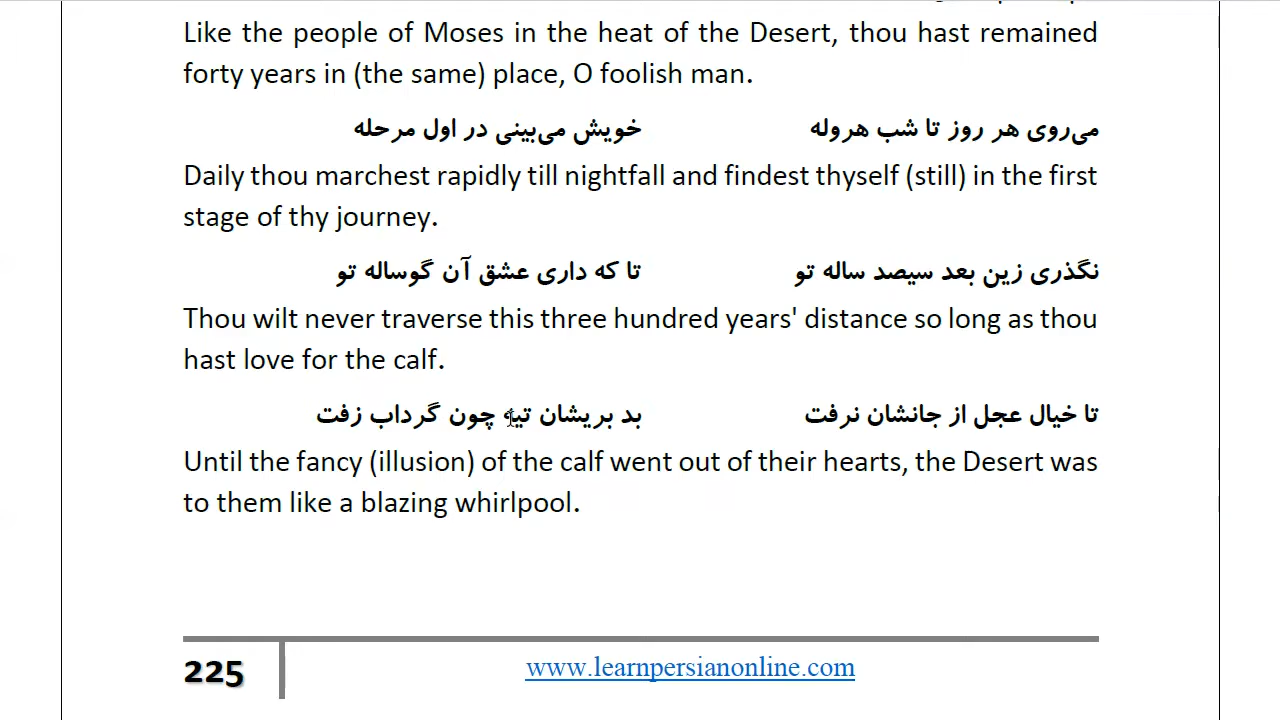 Like the people of Moses in the heat of the Desert, thou hast remained
forty years in (the same) place, O foolish man.
می‌روی هر روز تا شب هروله خویش می‌بینی در اول مرحله
Daily thou marchest rapidly till nightfall and findest thyself (still) in the first
stage of thy journey.
نگذری زین بعد سیصد ساله تو تا که داری عشق آن گوساله تو
Thou wilt never traverse this three hundred years' distance so long as thou
hast love for the calf.
تا خیال عجل از جانشان نرفت بد بریشان تیه چون گرداب زفت
Until the fancy (illusion) of the calf went out of their hearts, the Desert was
to them like a blazing whirlpool.
225 www.learnpersianonline.com